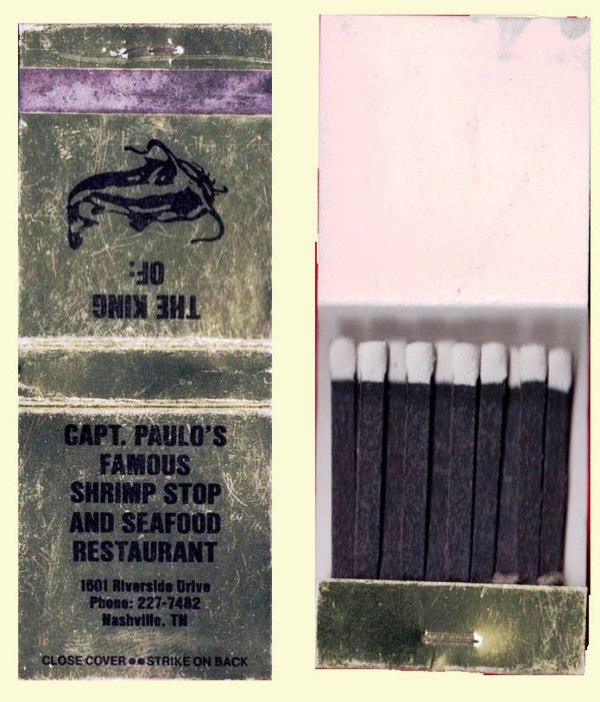 THE KING
OF:
CAPT. PAULO'S
FAMOUS
SHRIMP STOP
AND SEAFOOD
RESTAURANT
1601 Riverside Drive
Phone: 227-7482
Nashville, TN
CLOSE COVER ●● STRIKE ON BACK